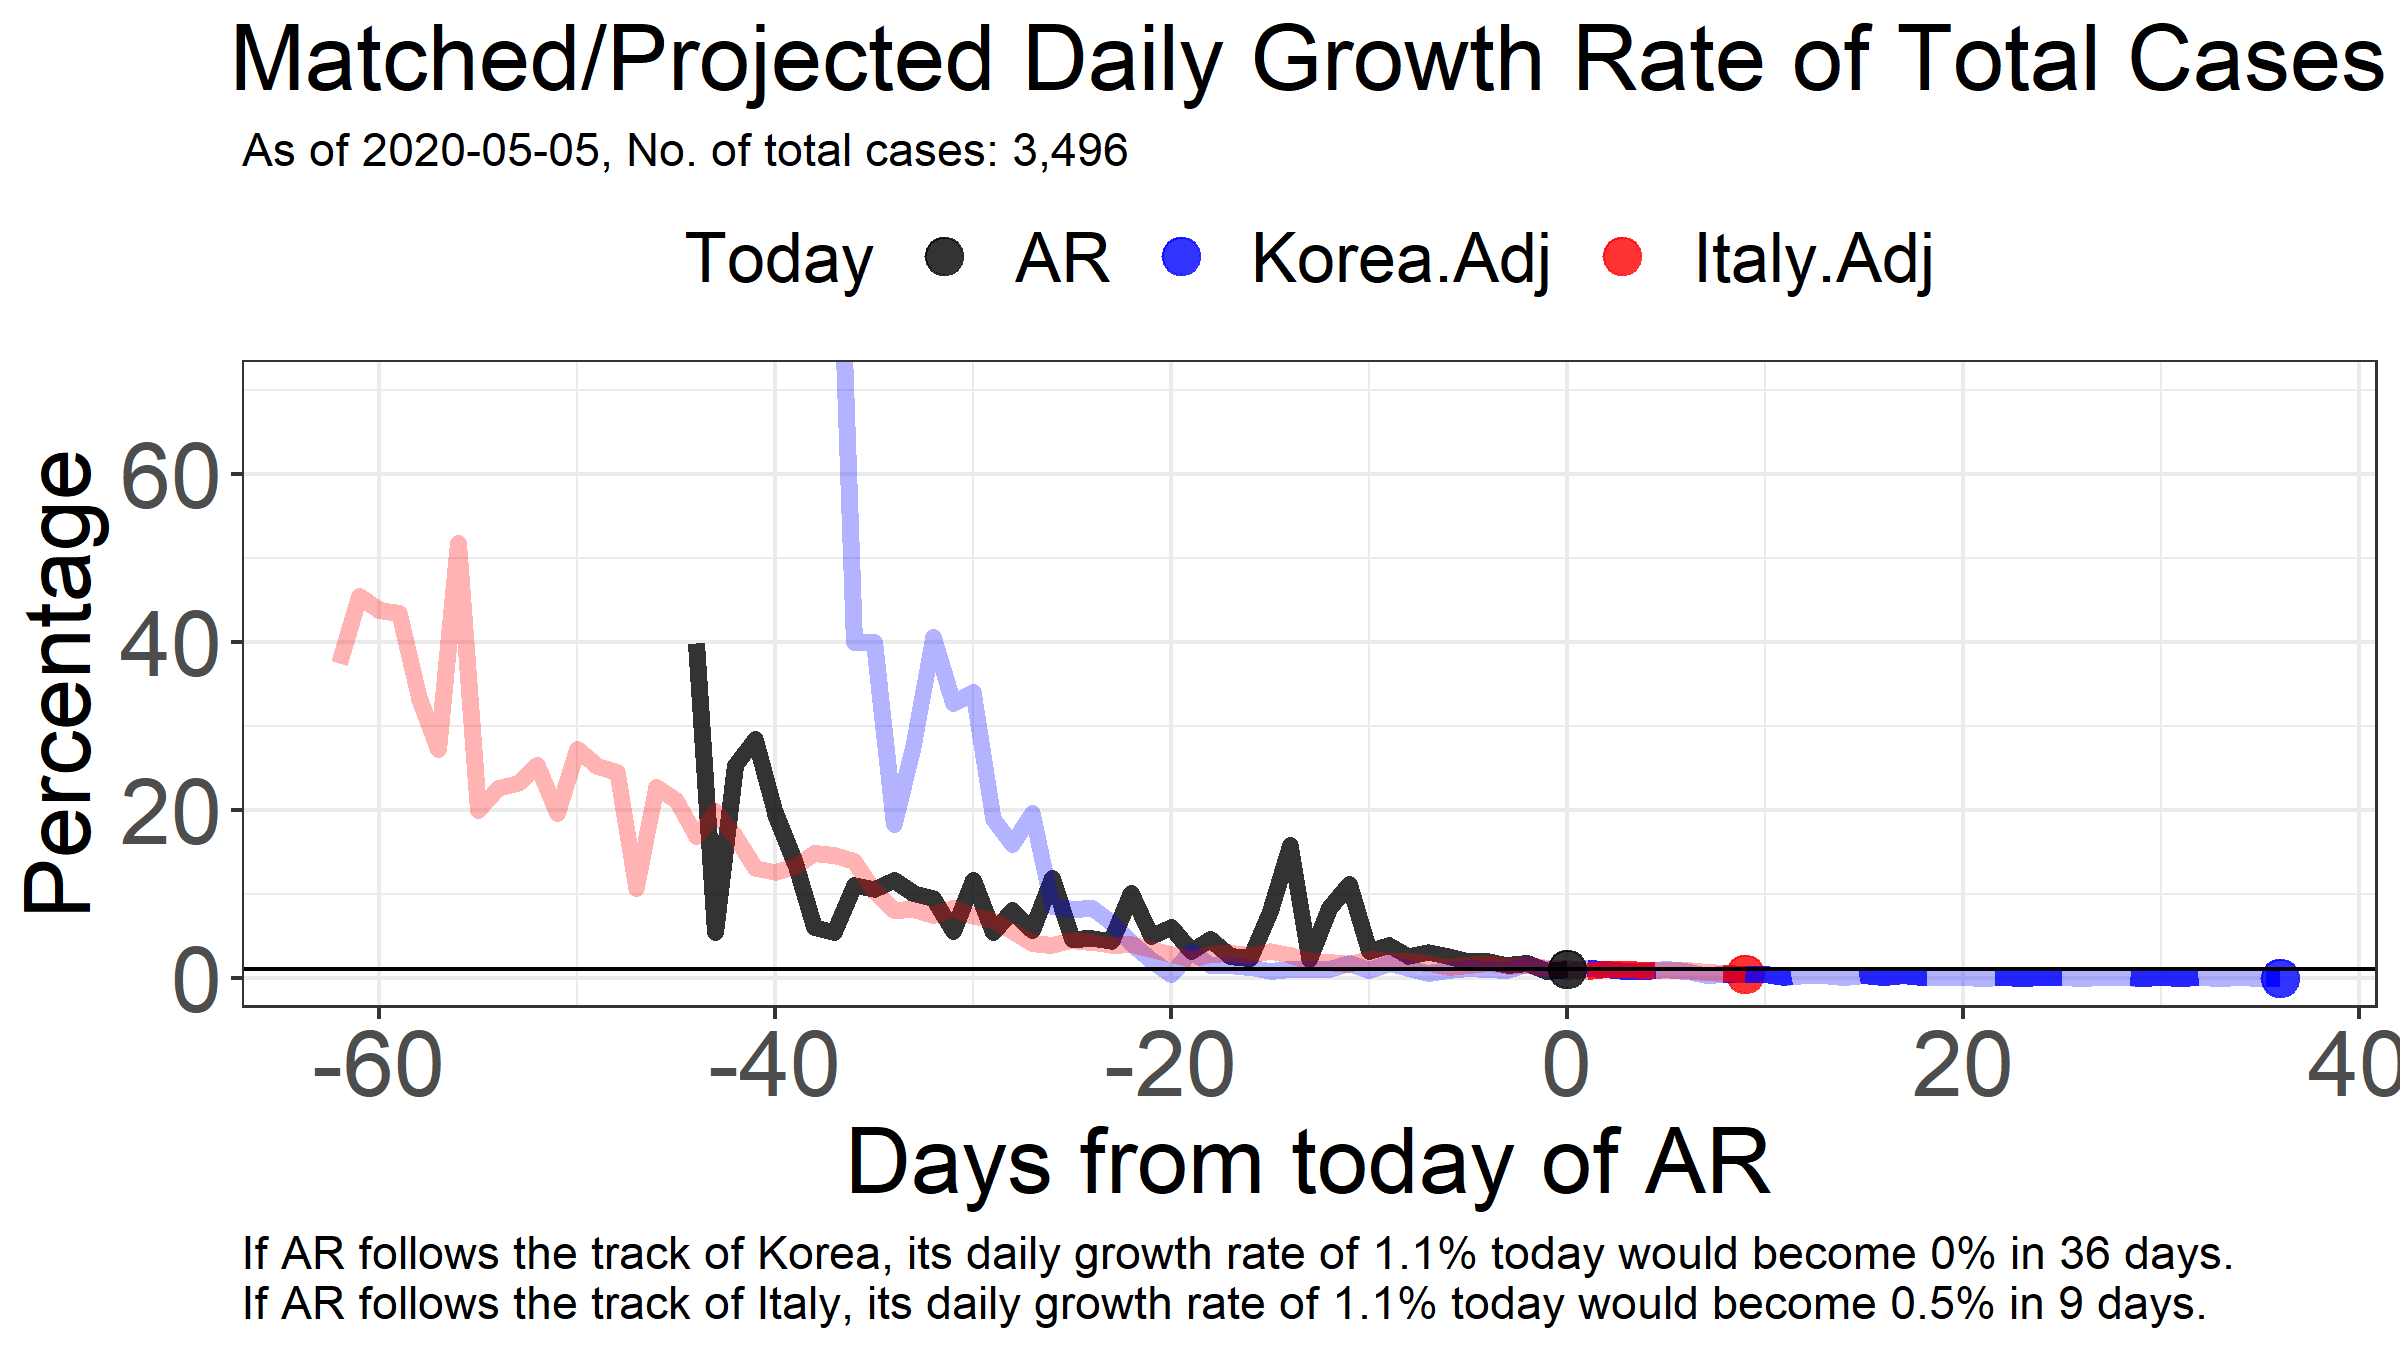 Matched/Projected Daily Growth Rate of Total Cases
As of 2020-05-05, No. of total cases: 3,496
Today AR Korea.Adj Italy.Adj
Percentage
60
40
20
0
-60 -40 -20 0 20 40
Days from today of AR
If AR follows the track of Korea, its daily growth rate of 1.1% today would become 0% in 36 days.
If AR follows the track of Italy, its daily growth rate of 1.1% today would become 0.5% in 9 days.